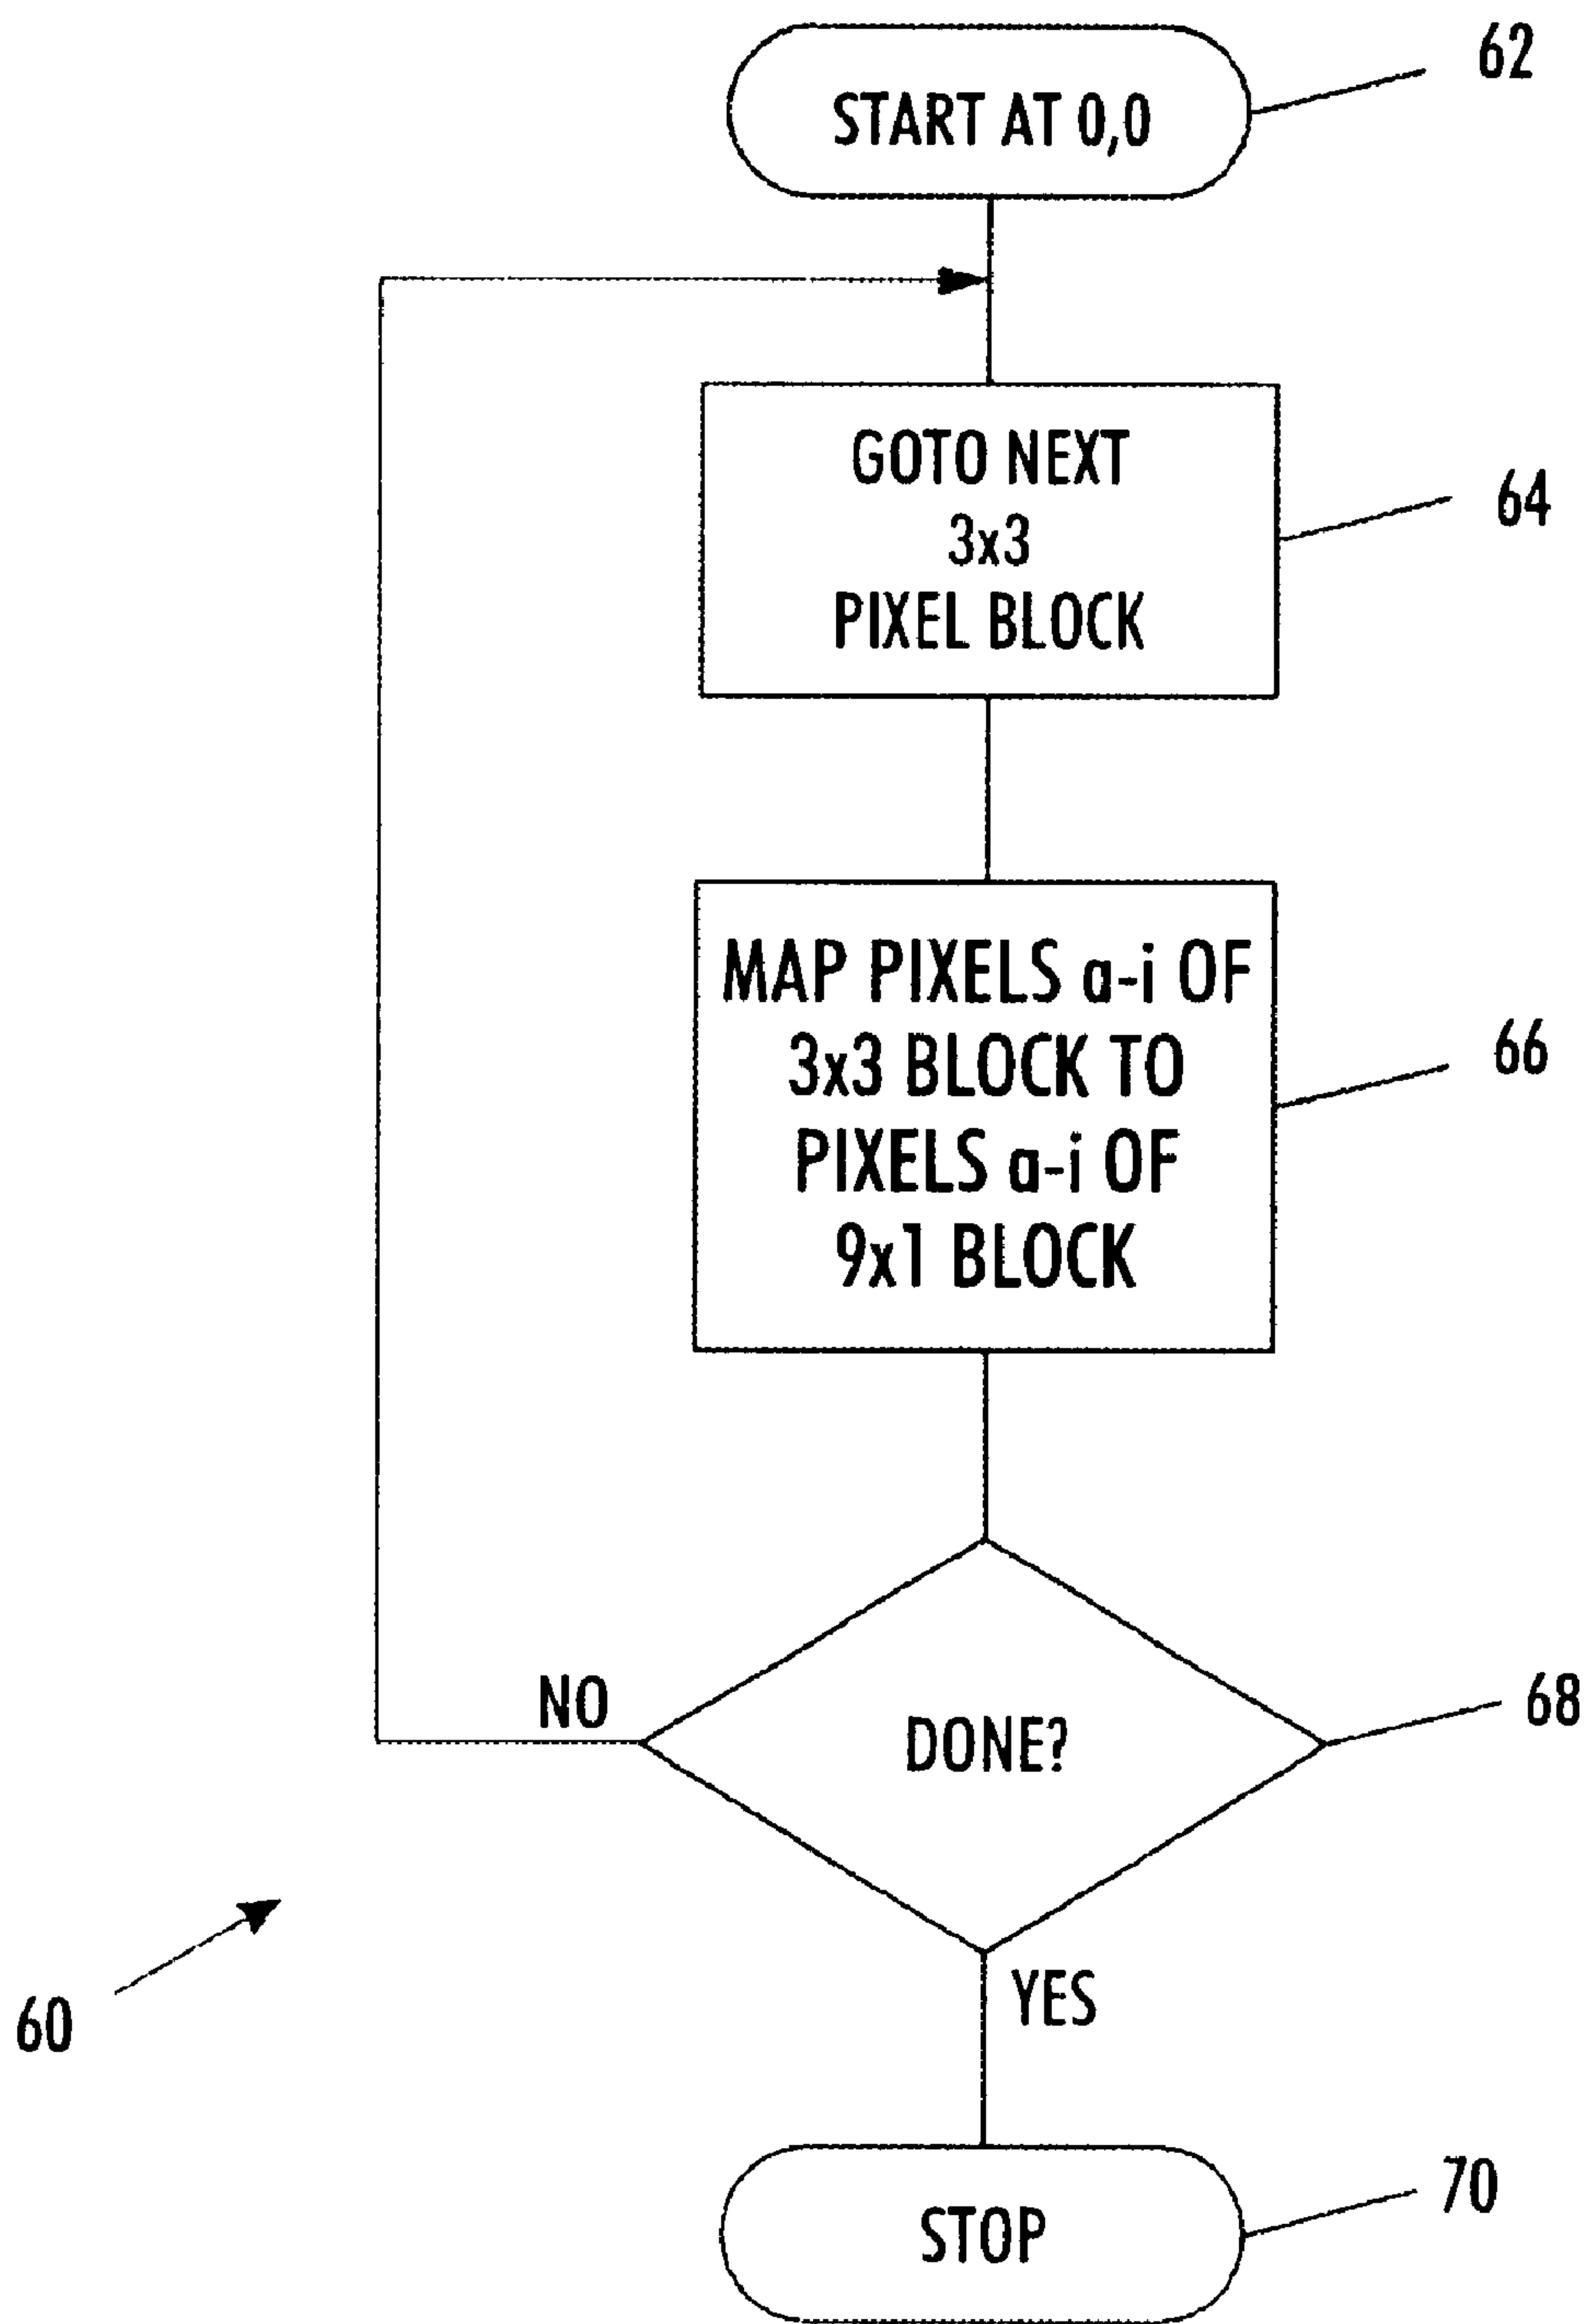 62
START AT 0,0
GOTO NEXT
3x3
PIXEL BLOCK
64
MAP PIXELS a-i OF
3x3 BLOCK TO
PIXELS a-i OF
9x1 BLOCK
66
NO
DONE?
68
YES
60
STOP
70